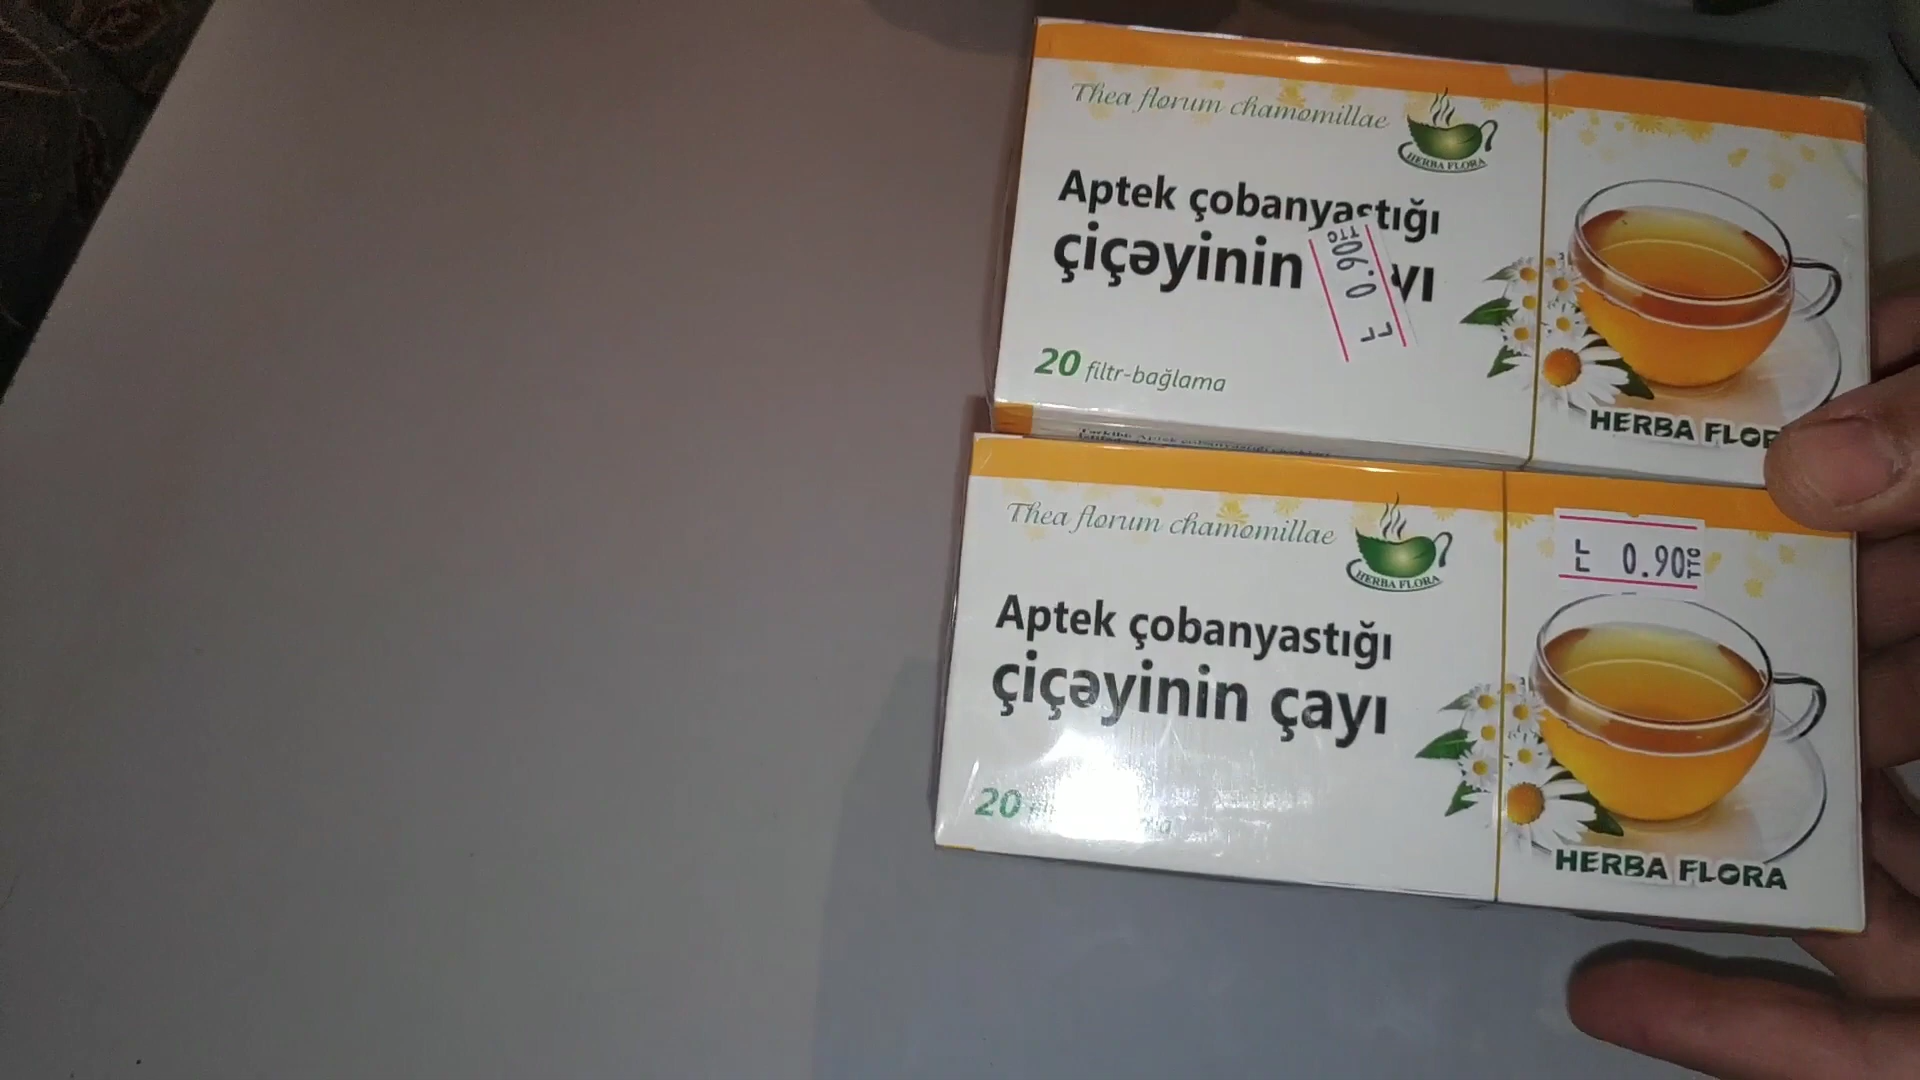 Thea florum chamomillae
HERBA FLORA
Aptek çobanyastığı
çiçəyinin
20 filtr-bağlama
0.90
HERBA
Thea florum chamomillae
HERBA FLORA
0.90
Aptek çobanyastığı
çiçəyinin çayı
20
HERBA FLORA